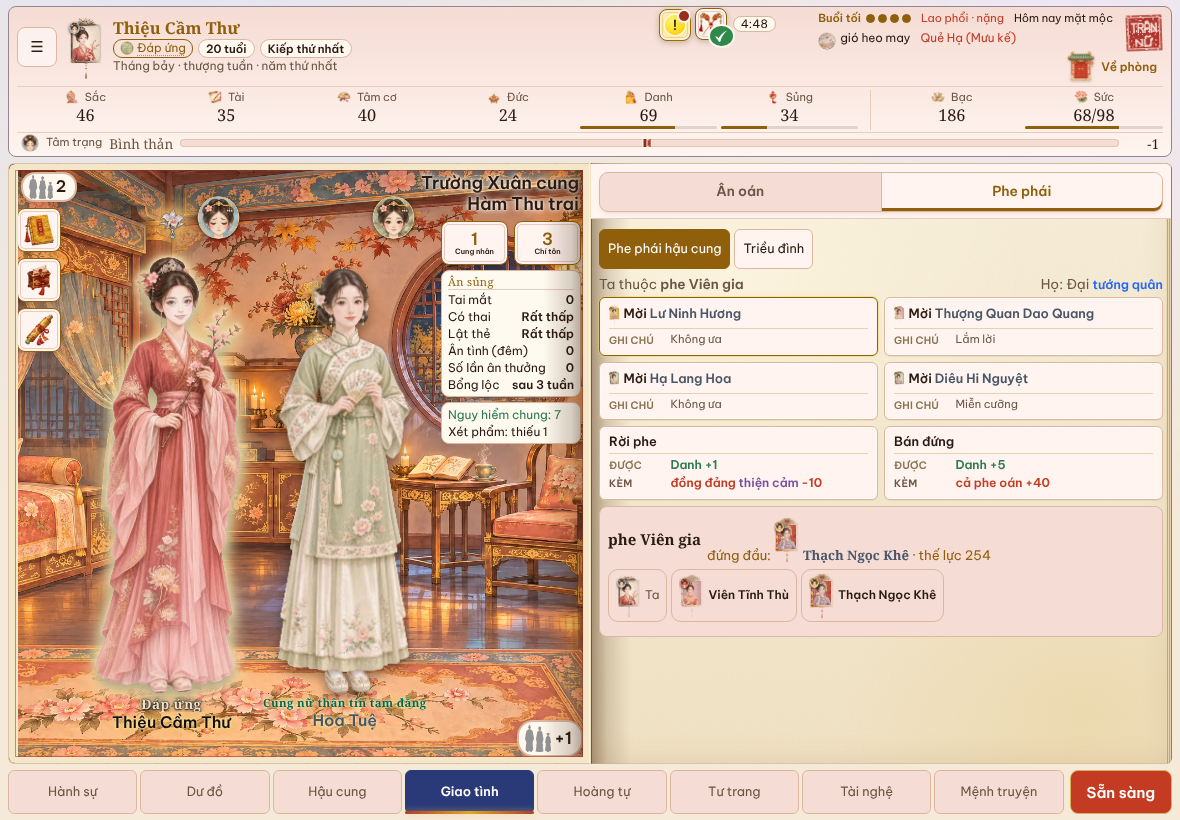 Thiệu Cầm Thư
Đáp ứng
20 tuổi
Kiếp thứ nhất
Tháng bảy · thượng tuần · năm thứ nhất
4:48
Buổi tối
Lao phổi · nặng
Hôm nay mặt mộc
gió heo may
Quẻ Hạ (Mưu kế)
Về phòng
Sắc
46
Tài
35
Tâm cơ
40
Đức
24
Danh
69
Sủng
34
Bạc
186
Sức
68/98
Tâm trạng
Bình thản
-1
2
Trường Xuân cung
Hàm Thu trai
1
Cung nhân
3
Chí tôn
Ân sủng
Tai mắt 0
Có thai Rất thấp
Lật thẻ Rất thấp
Ân tình (đêm) 0
Số lần ân thưởng 0
Bổng lộc sau 3 tuần
Nguy hiểm chung: 7
Xét phẩm: thiếu 1
Đáp ứng
Thiệu Cầm Thư
Cung nữ thân tín tam đẳng
Hoa Tuệ
+1
Ân oán
Phe phái
Phe phái hậu cung
Triều đình
Ta thuộc phe Viên gia
Họ: Đại tướng quân
Mời Lư Ninh Hương
GHI CHÚ Không ưa
Mời Thượng Quan Dao Quang
GHI CHÚ Lắm lời
Mời Hạ Lang Hoa
GHI CHÚ Không ưa
Mời Diêu Hi Nguyệt
GHI CHÚ Miễn cưỡng
Rời phe
ĐƯỢC Danh +1
KÈM đồng đảng thiện cảm -10
Bán đứng
ĐƯỢC Danh +5
KÈM cả phe oán +40
phe Viên gia
đứng đầu: Thạch Ngọc Khê · thế lực 254
Ta
Viên Tĩnh Thù
Thạch Ngọc Khê
Hành sự
Dư đồ
Hậu cung
Giao tình
Hoàng tự
Tư trang
Tài nghệ
Mệnh truyện
Sẵn sàng